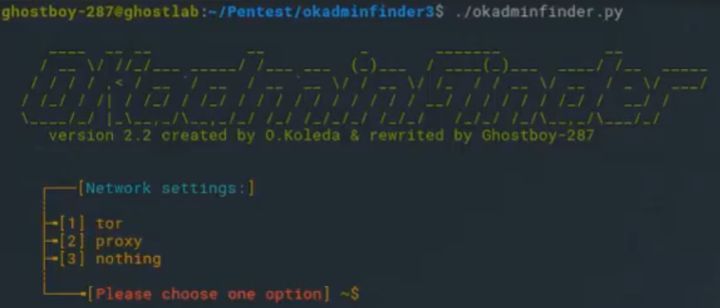 ghostboy-287@ghostlab:~/Pentest/okadminfinder3$ ./okadminfinder.py
OKadminFinder
version 2.2 created by O.Koleda & rewrited by Ghostboy-287
[Network settings:]
[1] tor
[2] proxy
[3] nothing
[Please choose one option] ~$